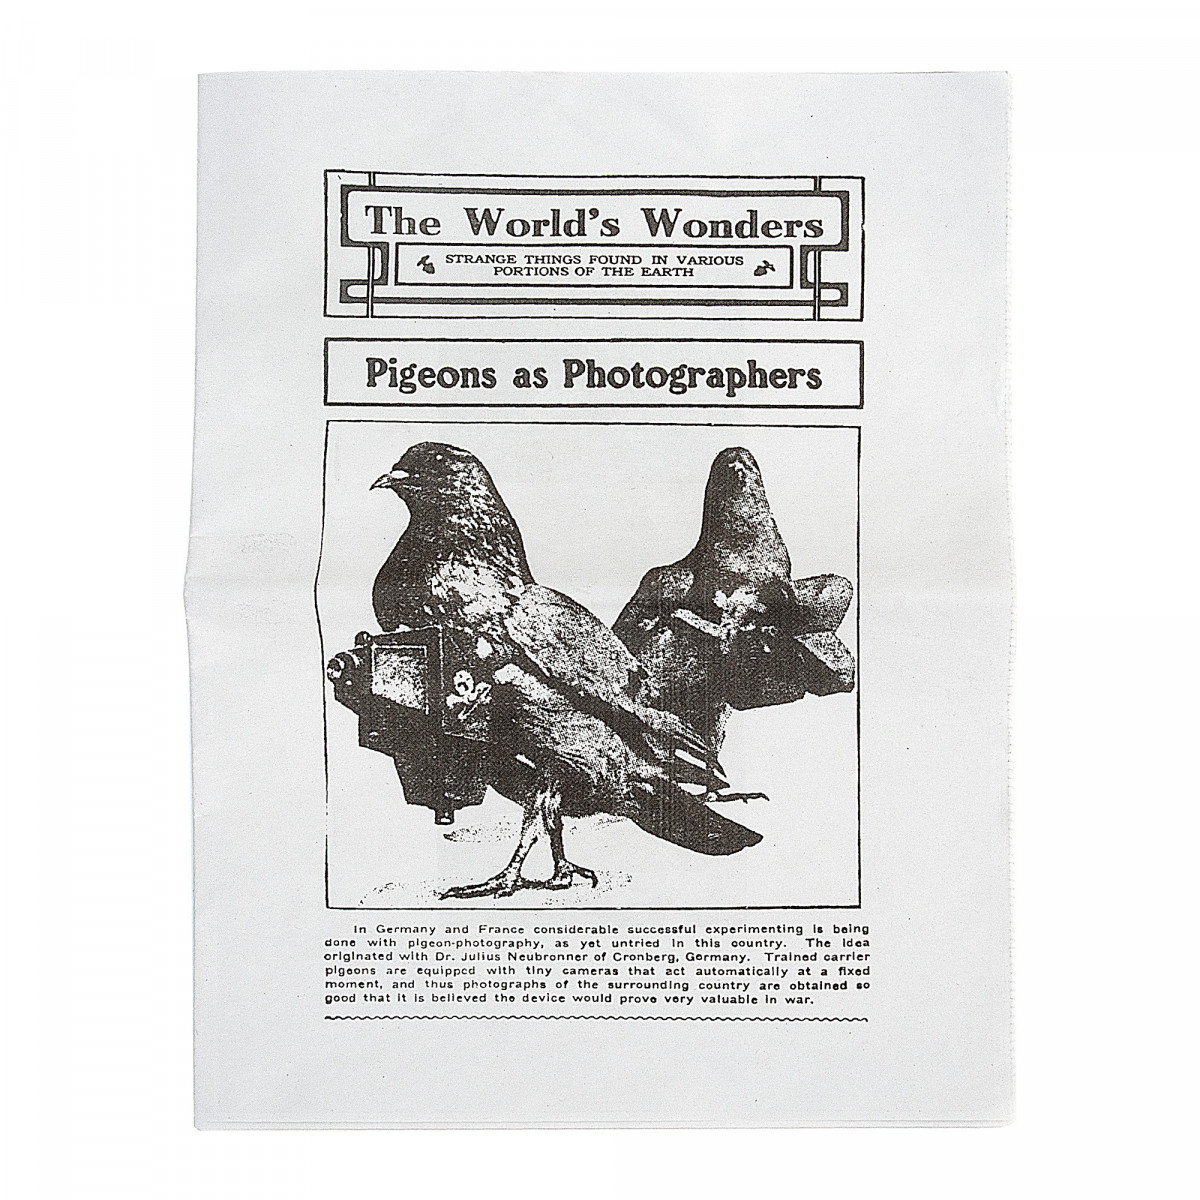 The World's Wonders
STRANGE THINGS FOUND IN VARIOUS
PORTIONS OF THE EARTH
Pigeons as Photographers
In Germany and France considerable successful experimenting is being
done with pigeon-photography, as yet untried in this country. The idea
originated with Dr. Julius Neubronner of Cronberg, Germany. Trained carrier
pigeons are equipped with tiny cameras that act automatically at a fixed
moment, and thus photographs of the surrounding country are obtained so
good that it is believed the device would prove very valuable in war.